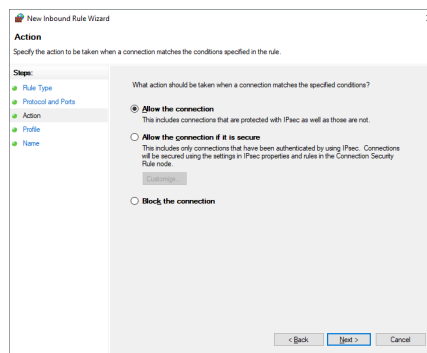 New Inbound Rule Wizard
Action
Specify the action to be taken when a connection matches the conditions specified in the rule.
Steps:
Rule Type
Protocol and Ports
Action
Profile
Name
What action should be taken when a connection matches the specified conditions?
Allow the connection
This includes connections that are protected with IPsec as well as those are not.
Allow the connection if it is secure
This includes only connections that have been authenticated by using IPsec. Connections
will be secured using the settings in IPsec properties and rules in the Connection Security
Rule node.
Customize...
Block the connection
< Back
Next >
Cancel